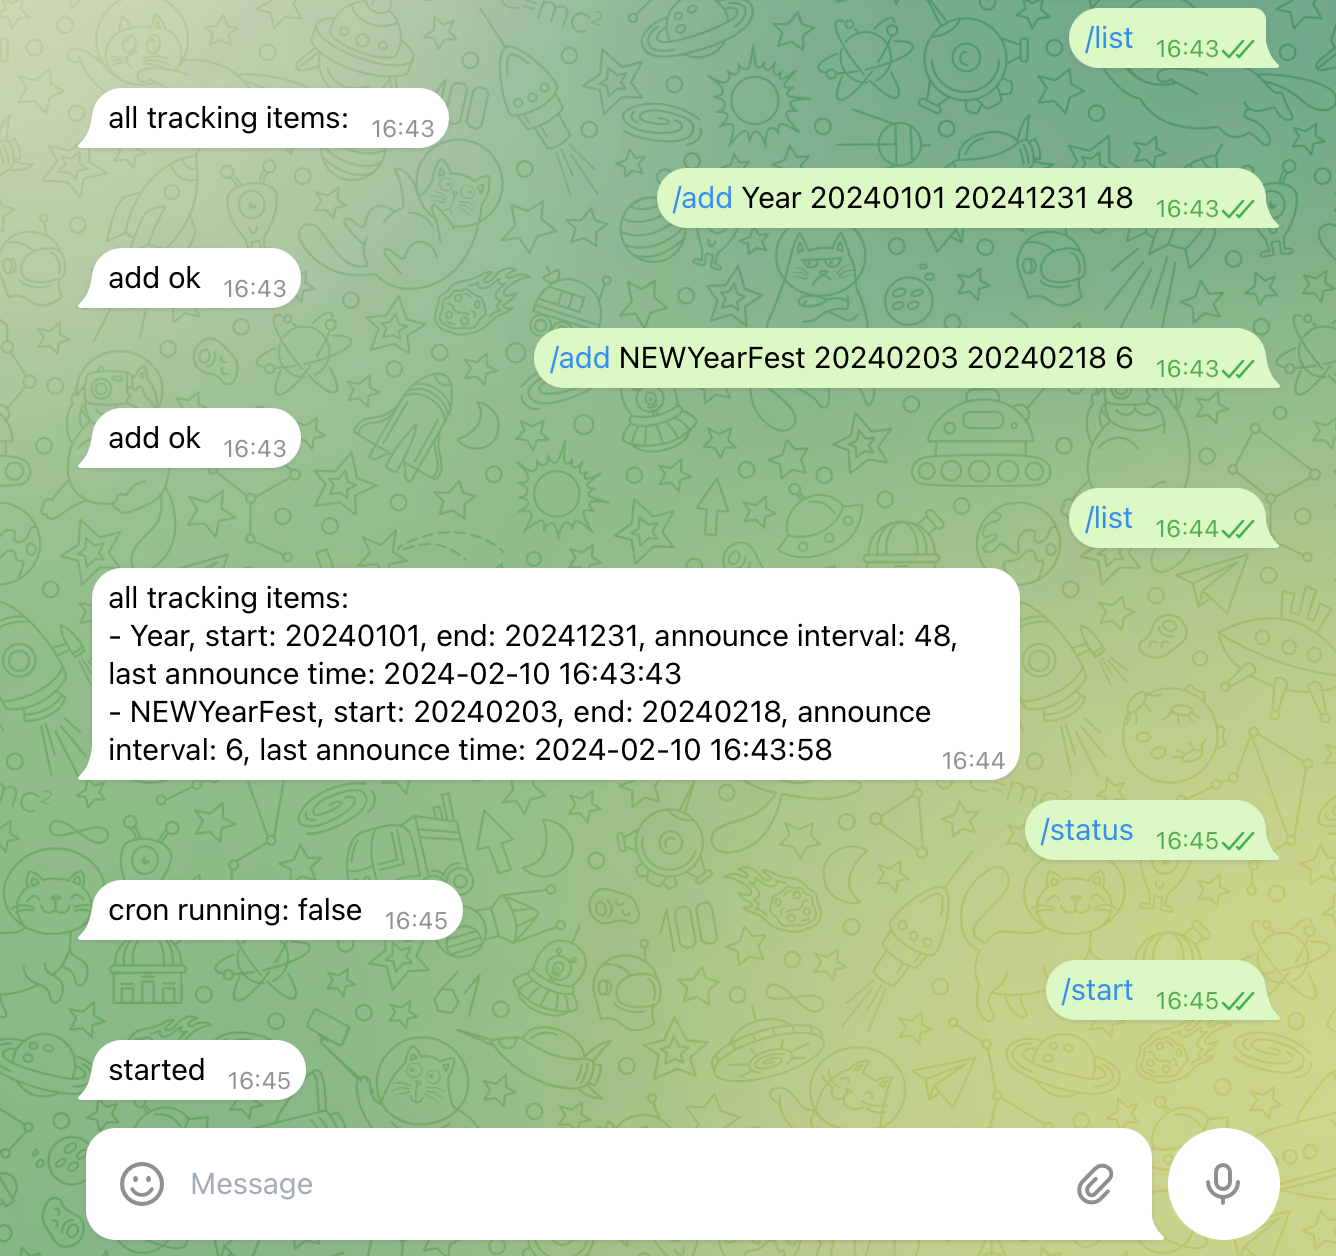 /list 16:43
all tracking items: 16:43
/add Year 20240101 20241231 48 16:43
add ok 16:43
/add NEWYearFest 20240203 20240218 6 16:43
add ok 16:43
/list 16:44
all tracking items:
- Year, start: 20240101, end: 20241231, announce interval: 48,
last announce time: 2024-02-10 16:43:43
- NEWYearFest, start: 20240203, end: 20240218, announce
interval: 6, last announce time: 2024-02-10 16:43:58
16:44
/status 16:45
cron running: false 16:45
/start 16:45
started 16:45
Message